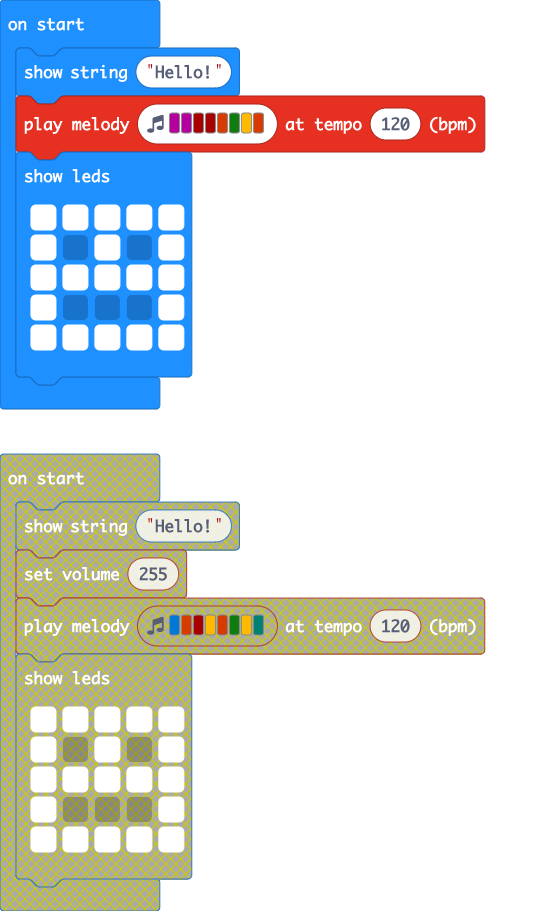 on start
show string "Hello!"
play melody at tempo 120 (bpm)
show leds
on start
show string "Hello!"
set volume 255
play melody at tempo 120 (bpm)
show leds